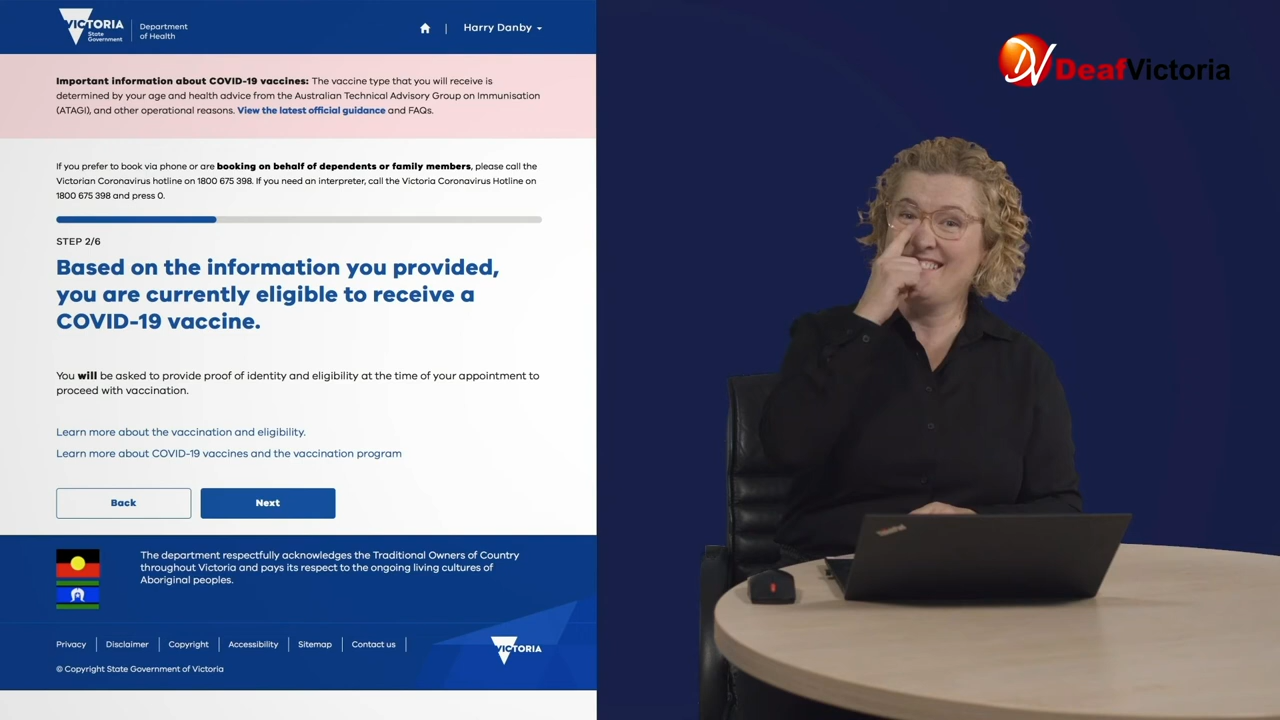 VICTORIA
State
Government
Department
of Health
Harry Danby
Important information about COVID-19 vaccines: The vaccine type that you will receive is
determined by your age and health advice from the Australian Technical Advisory Group on Immunisation
(ATAGI), and other operational reasons. View the latest official guidance and FAQs.
If you prefer to book via phone or are booking on behalf of dependents or family members, please call the
Victorian Coronavirus hotline on 1800 675 398. If you need an interpreter, call the Victoria Coronavirus Hotline on
1800 675 398 and press 0.
STEP 2/6
Based on the information you provided,
you are currently eligible to receive a
COVID-19 vaccine.
You will be asked to provide proof of identity and eligibility at the time of your appointment to
proceed with vaccination.
Learn more about the vaccination and eligibility.
Learn more about COVID-19 vaccines and the vaccination program
Back
Next
The department respectfully acknowledges the Traditional Owners of Country
throughout Victoria and pays its respect to the ongoing living cultures of
Aboriginal peoples.
Privacy
Disclaimer
Copyright
Accessibility
Sitemap
Contact us
VICTORIA
© Copyright State Government of Victoria
DV DeafVictoria
ThinkPad